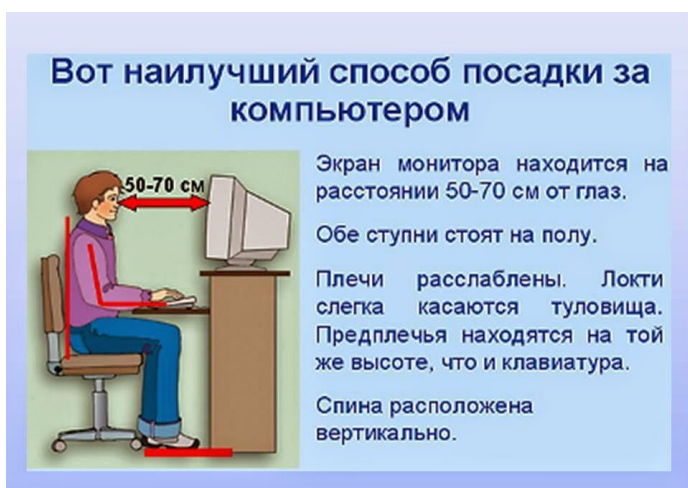 Вот наилучший способ посадки за
компьютером
50-70 см
Экран монитора находится на
расстоянии 50-70 см от глаз.
Обе ступни стоят на полу.
Плечи расслаблены. Локти
слегка касаются туловища.
Предплечья находятся на той
же высоте, что и клавиатура.
Спина расположена
вертикально.